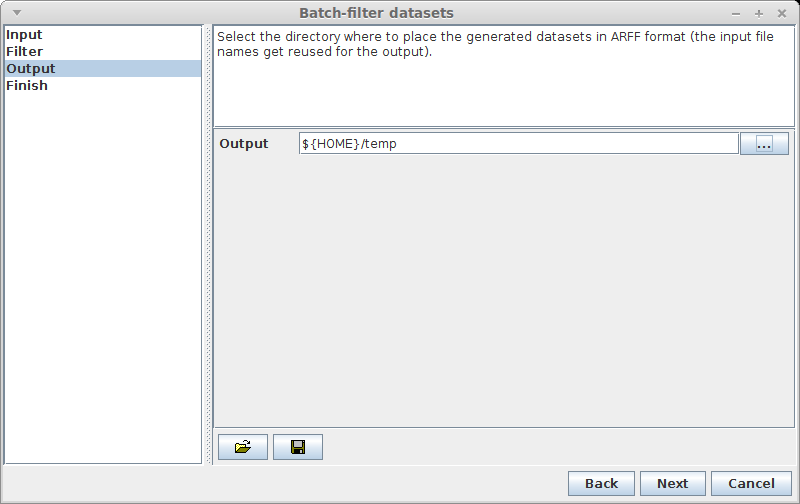 Batch-filter datasets
Input
Filter
Output
Finish
Select the directory where to place the generated datasets in ARFF format (the input file
names get reused for the output).
Output
${HOME}/temp
...
Back
Next
Cancel